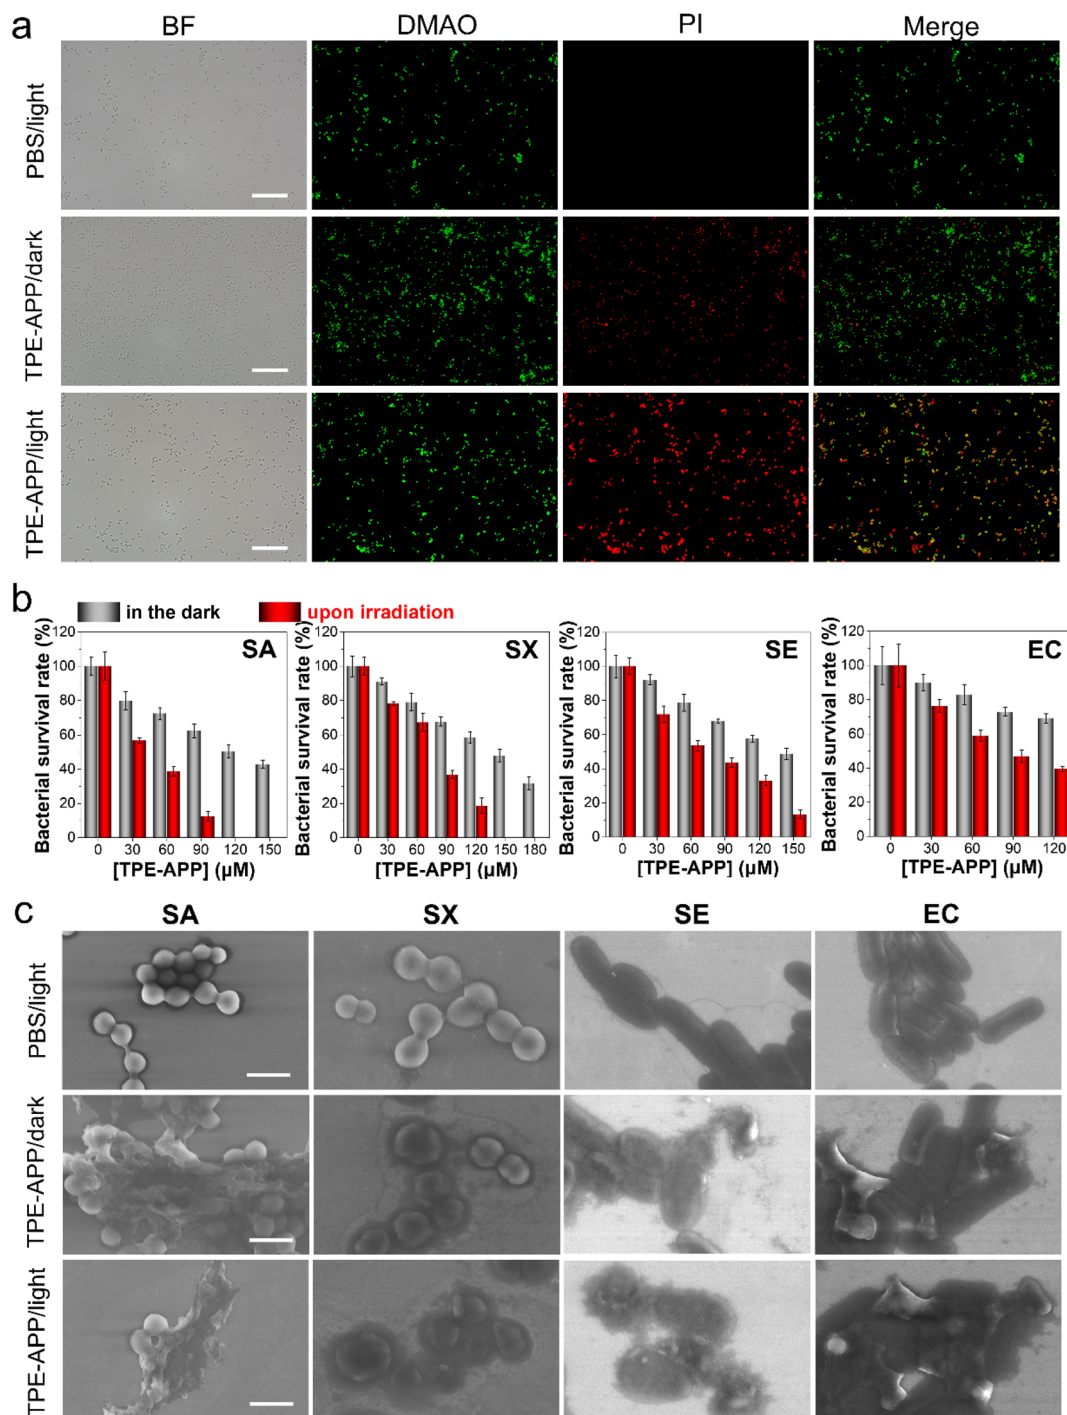 a
BF DMAO PI Merge
PBS/light
TPE-APP/dark
TPE-APP/light
b
in the dark upon irradiation
Bacterial survival rate (%)
120
100
80
60
40
20
0
SA
0 30 60 90 120 150
[TPE-APP] (μM)
Bacterial survival rate (%)
120
100
80
60
40
20
0
SX
0 30 60 90 120 150 180
[TPE-APP] (μM)
Bacterial survival rate (%)
120
100
80
60
40
20
0
SE
0 30 60 90 120 150
[TPE-APP] (μM)
Bacterial survival rate (%)
120
100
80
60
40
20
0
EC
0 30 60 90 120
[TPE-APP] (μM)
c
SA SX SE EC
PBS/light
TPE-APP/dark
TPE-APP/light